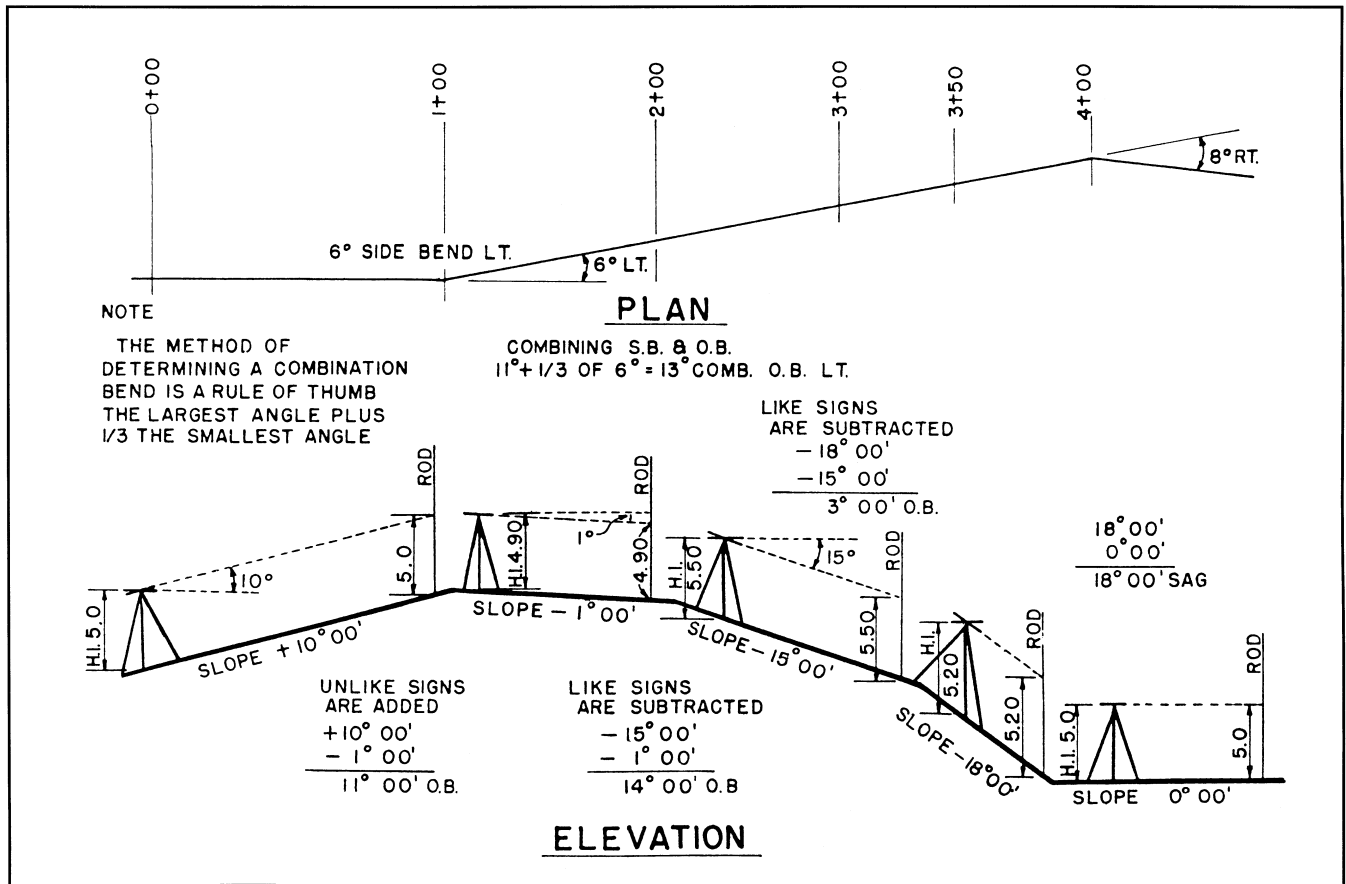 0+00
1+00
2+00
3+00
3+50
4+00
8° RT.
6° SIDE BEND LT.
6° LT.
PLAN
NOTE
THE METHOD OF
DETERMINING A COMBINATION
BEND IS A RULE OF THUMB
THE LARGEST ANGLE PLUS
1/3 THE SMALLEST ANGLE
COMBINING S.B. & O.B.
11° + 1/3 OF 6° = 13° COMB. O.B. LT.
LIKE SIGNS
ARE SUBTRACTED
- 18° 00'
- 15° 00'
3° 00' O.B.
18° 00'
0° 00'
18° 00' SAG
H.I. 5.0
10°
5.0
ROD
SLOPE + 10° 00'
H.I. 4.90
1°
4.90
ROD
SLOPE - 1° 00'
H.I.
5.50
15°
5.50
ROD
SLOPE - 15° 00'
H.I.
5.20
5.20
ROD
SLOPE - 18° 00'
H.I. 5.0
5.0
ROD
SLOPE 0° 00'
UNLIKE SIGNS
ARE ADDED
+10° 00'
- 1° 00'
11° 00' O.B.
LIKE SIGNS
ARE SUBTRACTED
- 15° 00'
- 1° 00'
14° 00' O.B
ELEVATION